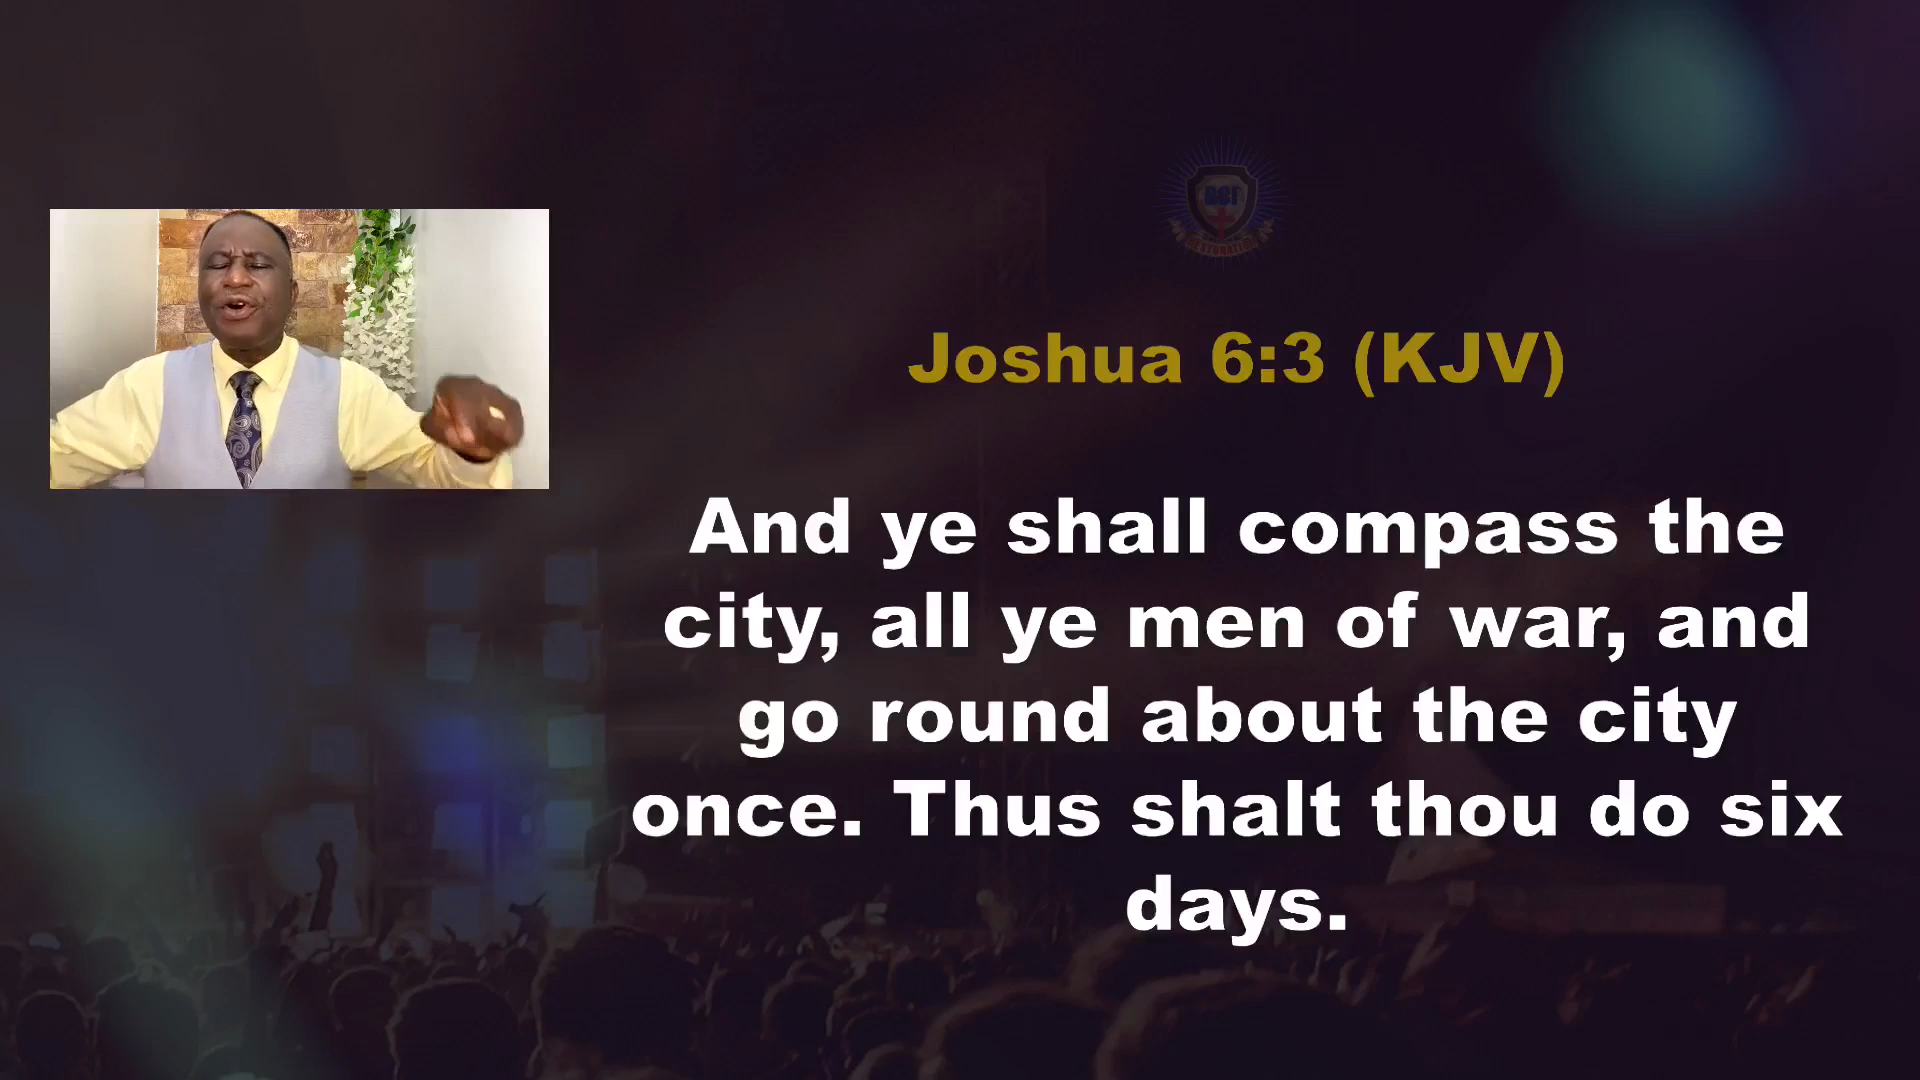 RESTORATION
Joshua 6:3 (KJV)
And ye shall compass the
city, all ye men of war, and
go round about the city
once. Thus shalt thou do six
days.